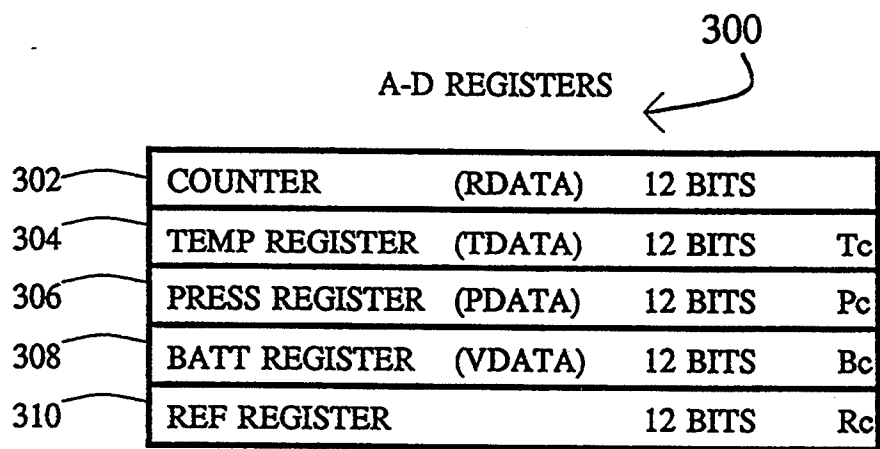 300
A-D REGISTERS
302 COUNTER (RDATA) 12 BITS
304 TEMP REGISTER (TDATA) 12 BITS Tc
306 PRESS REGISTER (PDATA) 12 BITS Pc
308 BATT REGISTER (VDATA) 12 BITS Bc
310 REF REGISTER 12 BITS Rc